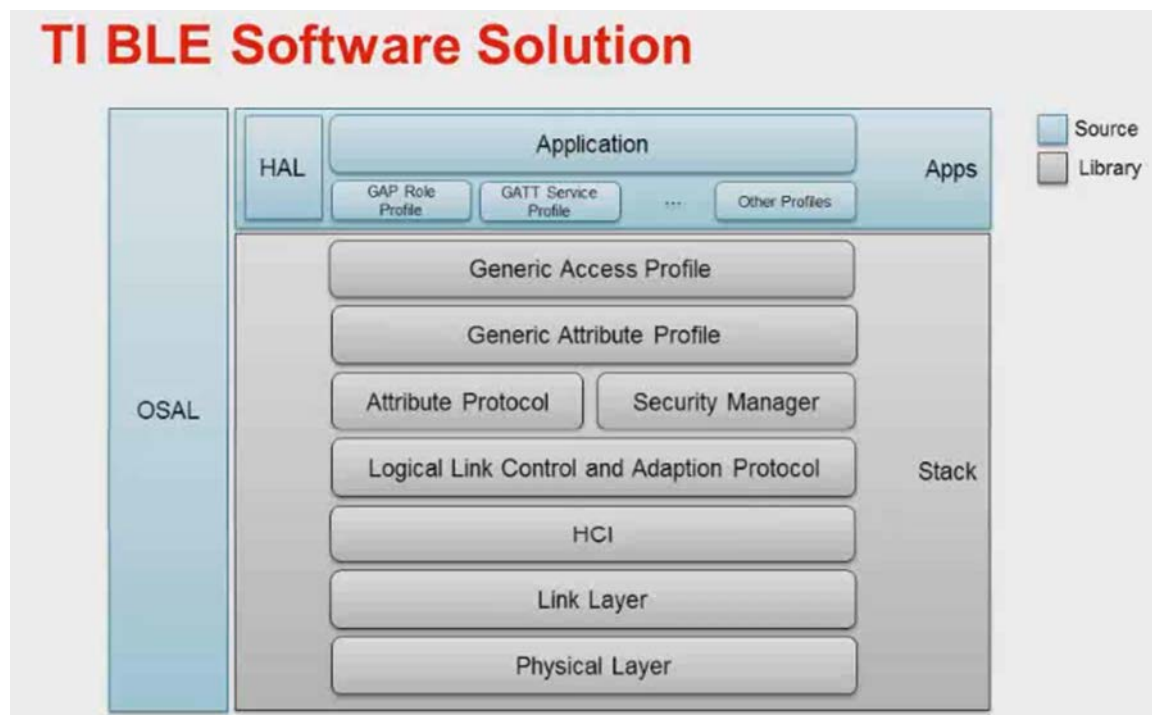 TI BLE Software Solution
Source
Library
HAL
Application
Apps
GAP Role
Profile
GATT Service
Profile
...
Other Profiles
OSAL
Generic Access Profile
Generic Attribute Profile
Attribute Protocol
Security Manager
Logical Link Control and Adaption Protocol
Stack
HCI
Link Layer
Physical Layer